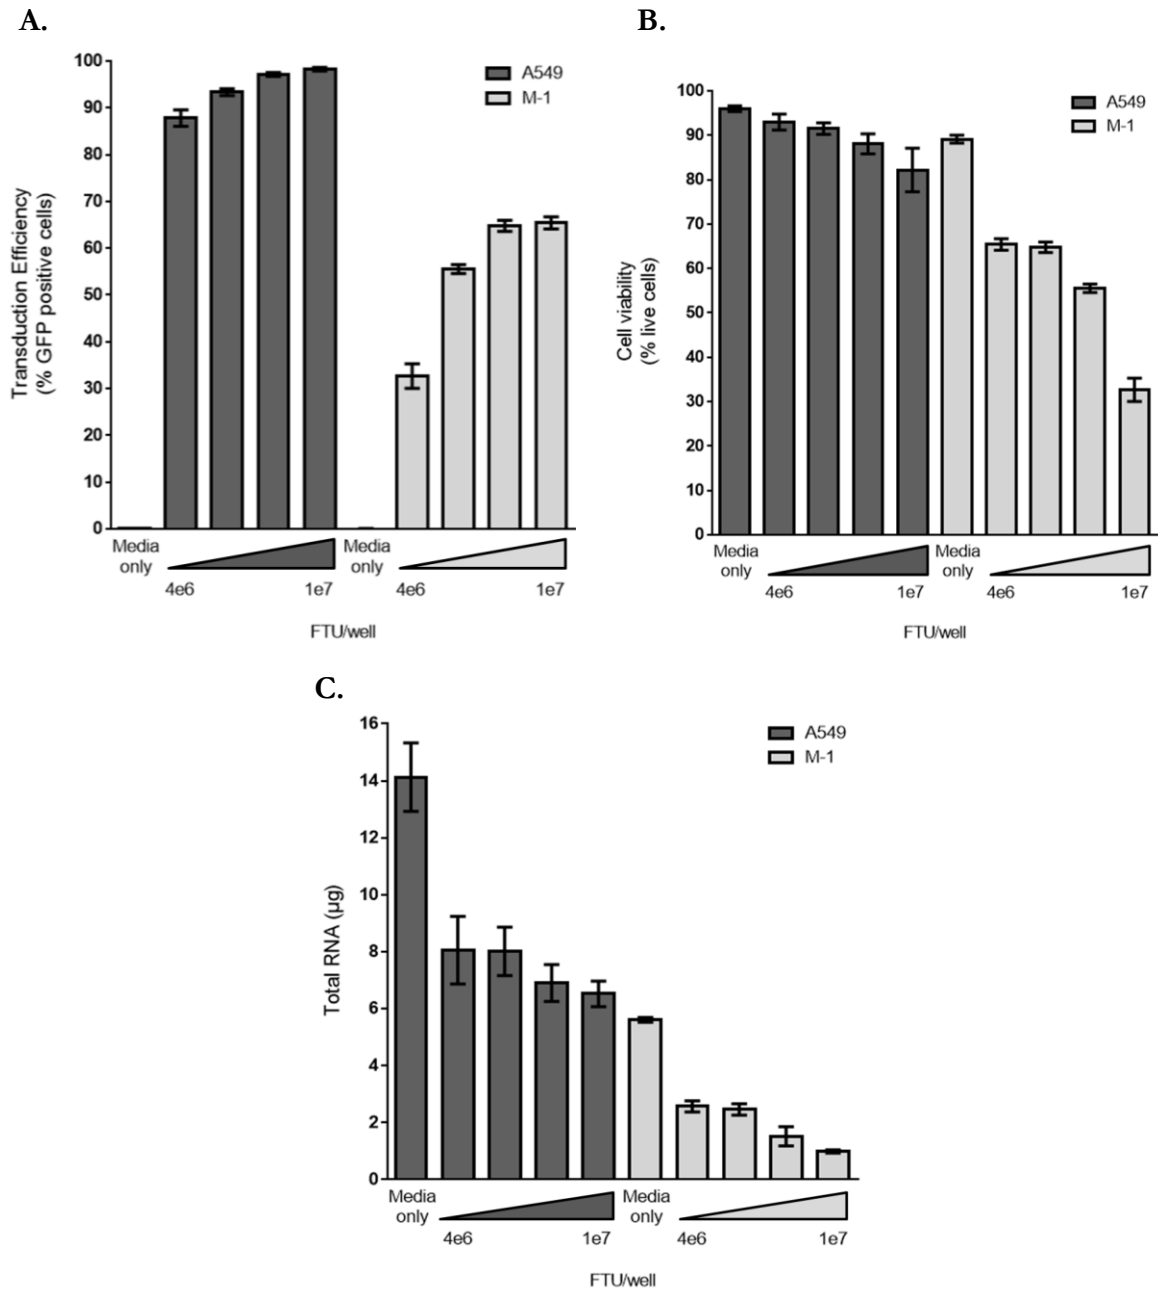 A.
Transduction Efficiency
(% GFP positive cells)
100
90
80
70
60
50
40
30
20
10
0
A549
M-1
Media
only
4e6
1e7
Media
only
4e6
1e7
FTU/well
B.
Cell viability
(% live cells)
100
90
80
70
60
50
40
30
20
10
0
A549
M-1
Media
only
4e6
1e7
Media
only
4e6
1e7
FTU/well
C.
Total RNA (µg)
16
14
12
10
8
6
4
2
0
A549
M-1
Media
only
4e6
1e7
Media
only
4e6
1e7
FTU/well